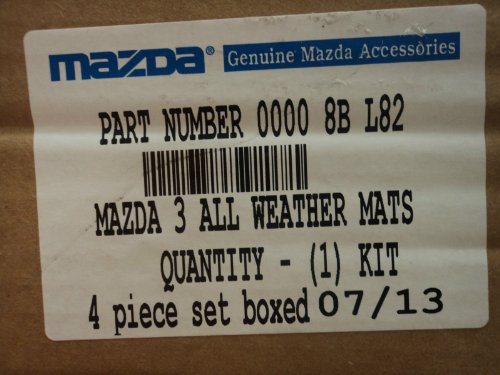 mazda® Genuine Mazda Accessories
PART NUMBER 0000 8B L82
MAZDA 3 ALL WEATHER MATS
QUANTITY - (1) KIT
4 piece set boxed 07/13